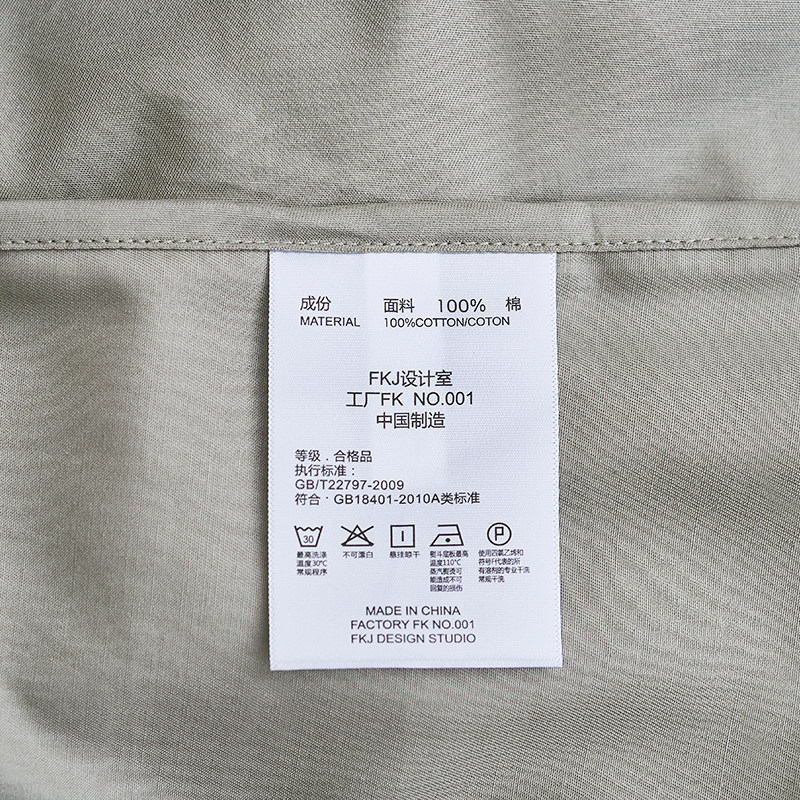 成份 面料 100% 棉
MATERIAL 100%COTTON/COTON
FKJ设计室
工厂FK NO.001
中国制造
等级 . 合格品
执行标准：
GB/T22797-2009
符合 · GB18401-2010A类标准
30
P
最高洗涤
温度30℃
常规程序
不可漂白
悬挂晾干
熨斗底板最高
温度110℃
蒸汽熨烫可
能造成不可
回复的损伤
使用四氯乙烯和
符号F代表的所
有溶剂的专业干洗
常规干洗
MADE IN CHINA
FACTORY FK NO.001
FKJ DESIGN STUDIO